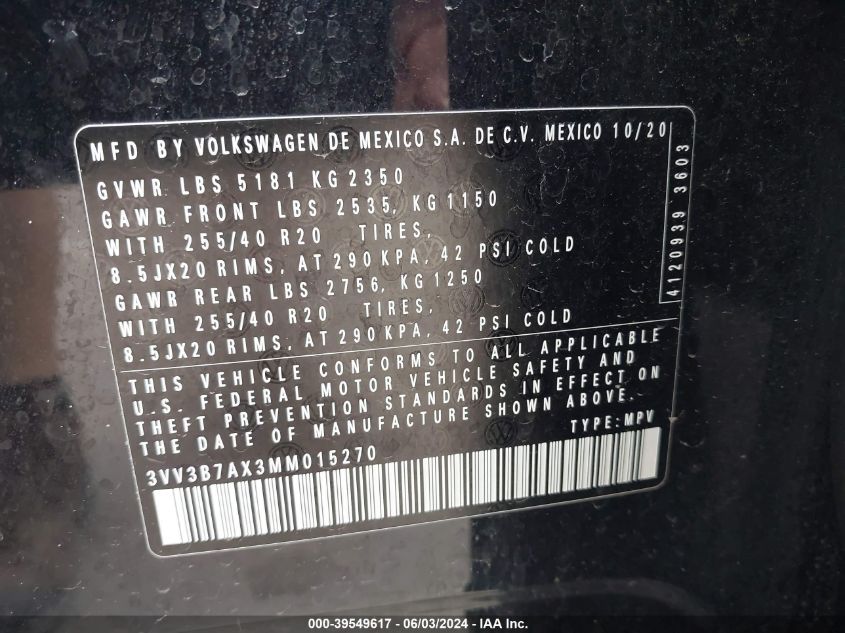 MFD BY VOLKSWAGEN DE MEXICO S.A. DE C.V. MEXICO 10/20
GVWR LBS 5181 KG 2350
GAWR FRONT LBS 2535, KG 1150
WITH 255/40 R20 TIRES,
8.5JX20 RIMS, AT 290 KPA, 42 PSI COLD
GAWR REAR LBS 2756, KG 1250
WITH 255/40 R20 TIRES,
8.5JX20 RIMS, AT 290 KPA, 42 PSI COLD
4120939 3603
THIS VEHICLE CONFORMS TO ALL APPLICABLE
U.S. FEDERAL MOTOR VEHICLE SAFETY AND
THEFT PREVENTION STANDARDS IN EFFECT ON
THE DATE OF MANUFACTURE SHOWN ABOVE.
TYPE: MPV
3VV3B7AX3MM015270
000-39549617 - 06/03/2024 - IAA Inc.